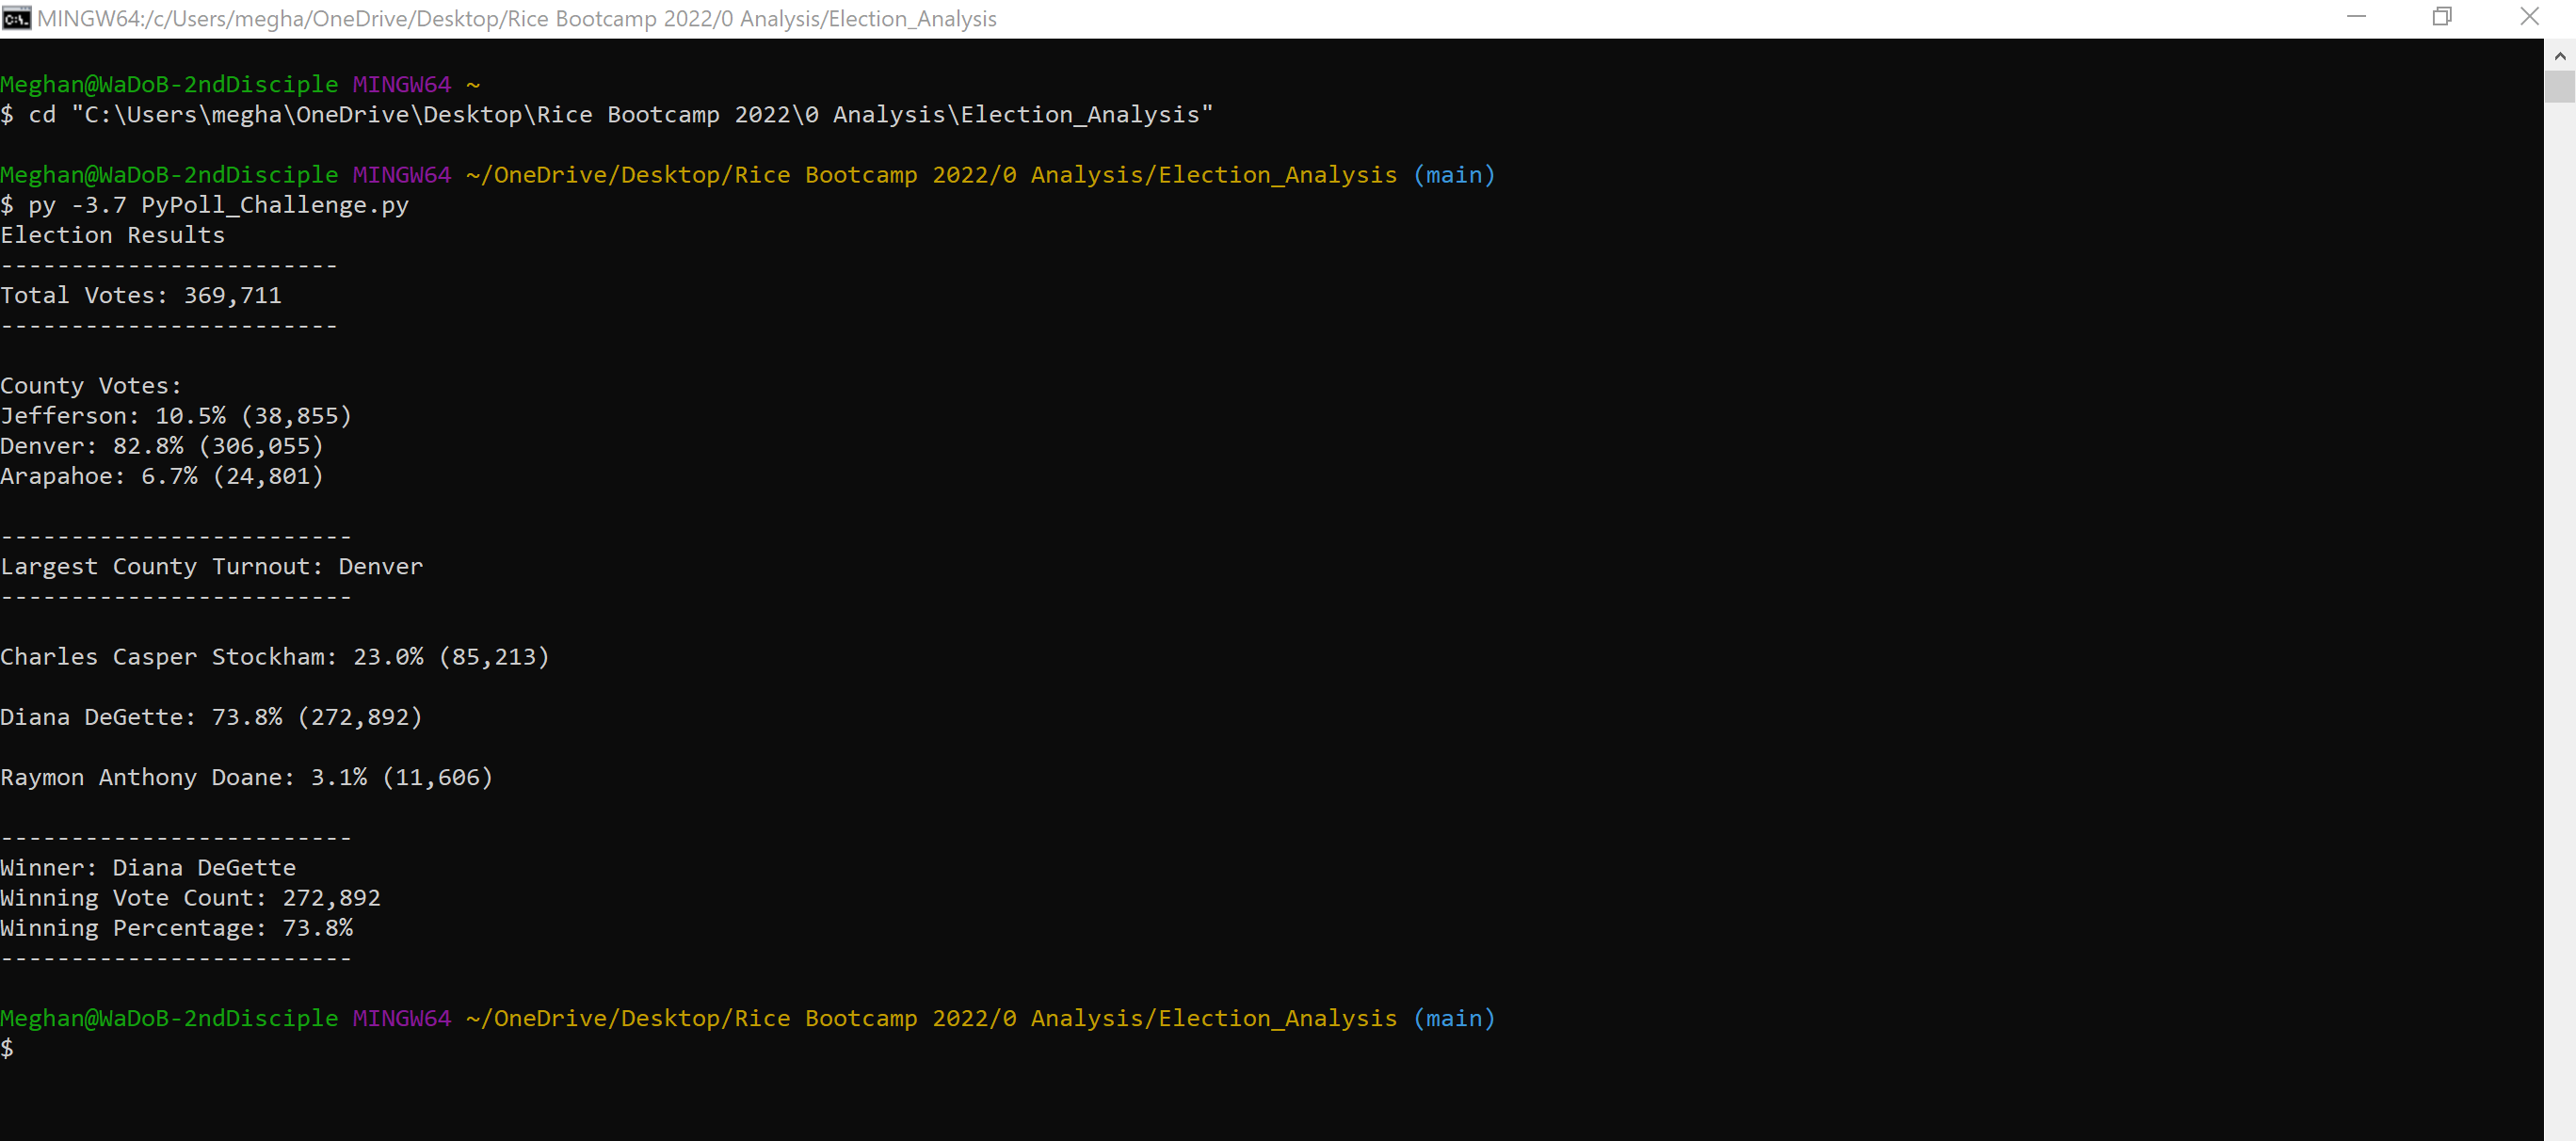 MINGW64:/c/Users/megha/OneDrive/Desktop/Rice Bootcamp 2022/0 Analysis/Election_Analysis
Meghan@WaDoB-2ndDisciple MINGW64 ~
$ cd "C:\Users\megha\OneDrive\Desktop\Rice Bootcamp 2022\0 Analysis\Election_Analysis"
Meghan@WaDoB-2ndDisciple MINGW64 ~/OneDrive/Desktop/Rice Bootcamp 2022/0 Analysis/Election_Analysis (main)
$ py -3.7 PyPoll_Challenge.py
Election Results
------------------------
Total Votes: 369,711
------------------------
County Votes:
Jefferson: 10.5% (38,855)
Denver: 82.8% (306,055)
Arapahoe: 6.7% (24,801)
-------------------------
Largest County Turnout: Denver
-------------------------
Charles Casper Stockham: 23.0% (85,213)
Diana DeGette: 73.8% (272,892)
Raymon Anthony Doane: 3.1% (11,606)
-------------------------
Winner: Diana DeGette
Winning Vote Count: 272,892
Winning Percentage: 73.8%
-------------------------
Meghan@WaDoB-2ndDisciple MINGW64 ~/OneDrive/Desktop/Rice Bootcamp 2022/0 Analysis/Election_Analysis (main)
$